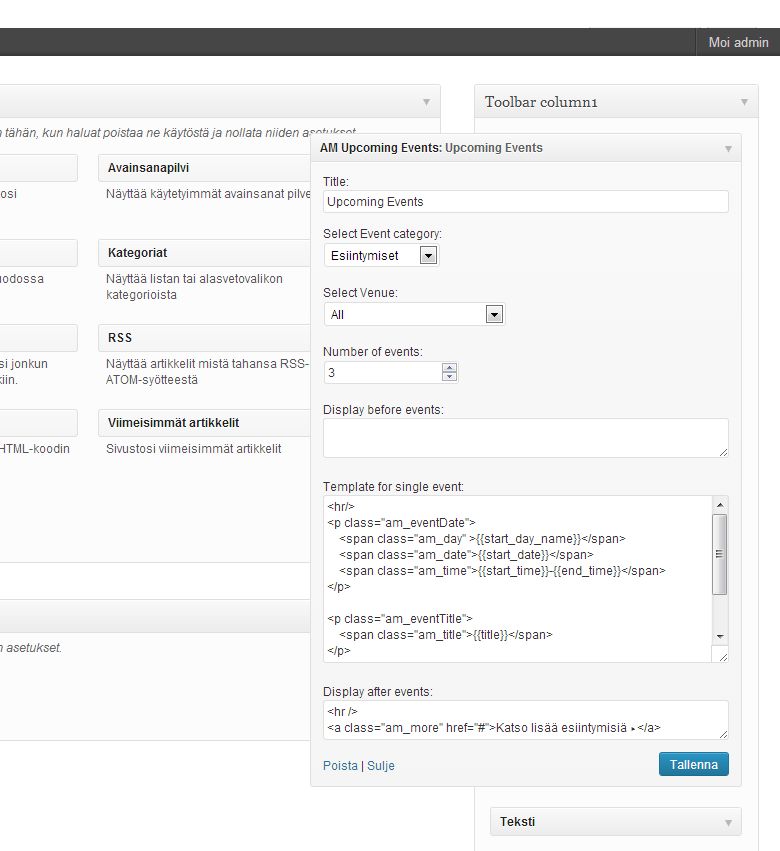 Moi admin
Toolbar column1
n tähän, kun haluat poistaa ne käytöstä ja nollata niiden asetukset.
Avainsanapilvi
osi
Näyttää käytetyimmät avainsanat pilve
Kategoriat
uodossa
Näyttää listan tai alasvetovalikon
kategorioista
RSS
si jonkun
Näyttää artikkelit mistä tahansa RSS-
kiin.
ATOM-syötteestä
Viimeisimmät artikkelit
HTML-koodin
Sivustosi viimeisimmät artikkelit
n asetukset.
AM Upcoming Events: Upcoming Events
Title:
Upcoming Events
Select Event category:
Esiintymiset
Select Venue:
All
Number of events:
3
Display before events:
Template for single event:
<hr/>
<p class="am_eventDate">
<span class="am_day" >{{start_day_name}}</span>
<span class="am_date">{{start_date}}</span>
<span class="am_time">{{start_time}}-{{end_time}}</span>
</p>
<p class="am_eventTitle">
<span class="am_title">{{title}}</span>
</p>
Display after events:
<hr />
<a class="am_more" href="#">Katso lisää esiintymisiä ▸</a>
Poista | Sulje
Tallenna
Teksti